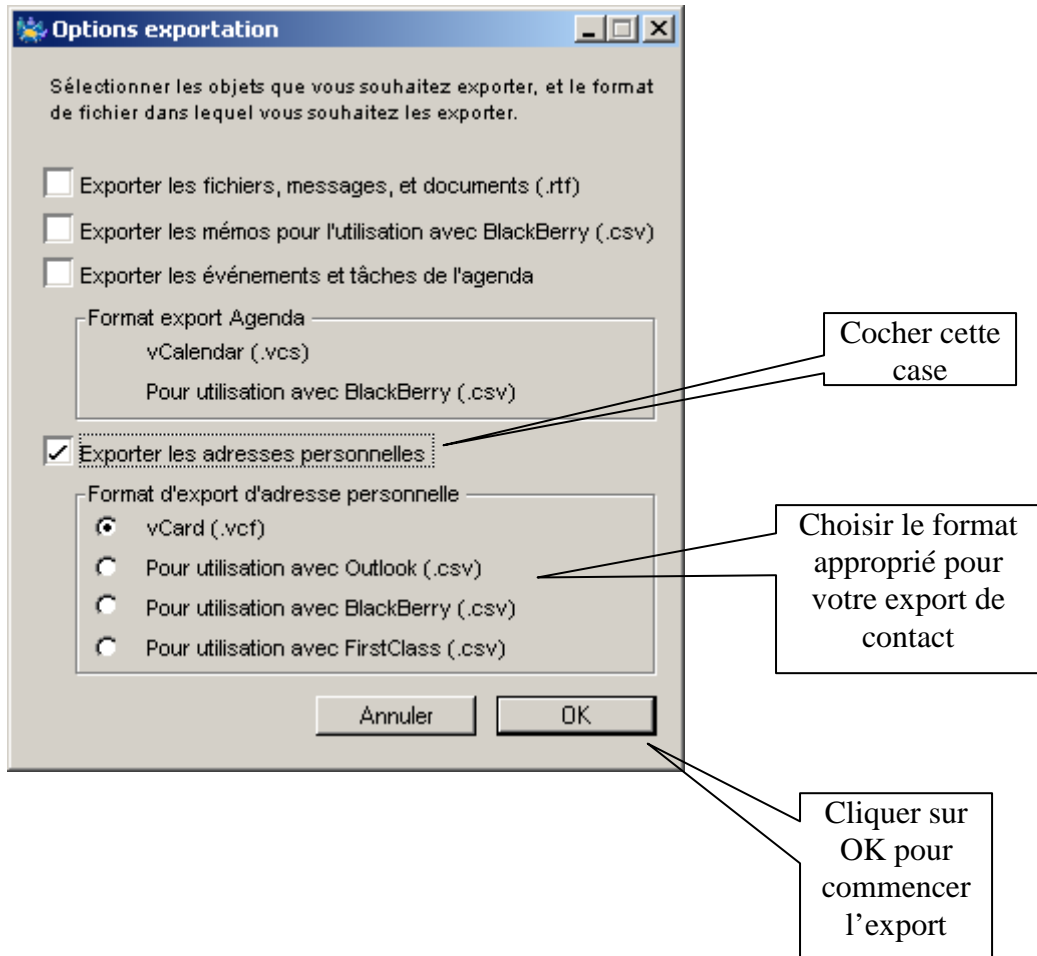 Options exportation
Sélectionner les objets que vous souhaitez exporter, et le format
de fichier dans lequel vous souhaitez les exporter.
Exporter les fichiers, messages, et documents (.rtf)
Exporter les mémos pour l'utilisation avec BlackBerry (.csv)
Exporter les événements et tâches de l'agenda
Format export Agenda
vCalendar (.vcs)
Pour utilisation avec BlackBerry (.csv)
Cocher cette
case
Exporter les adresses personnelles
Format d'export d'adresse personnelle
vCard (.vcf)
Pour utilisation avec Outlook (.csv)
Pour utilisation avec BlackBerry (.csv)
Pour utilisation avec FirstClass (.csv)
Choisir le format
approprié pour
votre export de
contact
Annuler
OK
Cliquer sur
OK pour
commencer
l’export